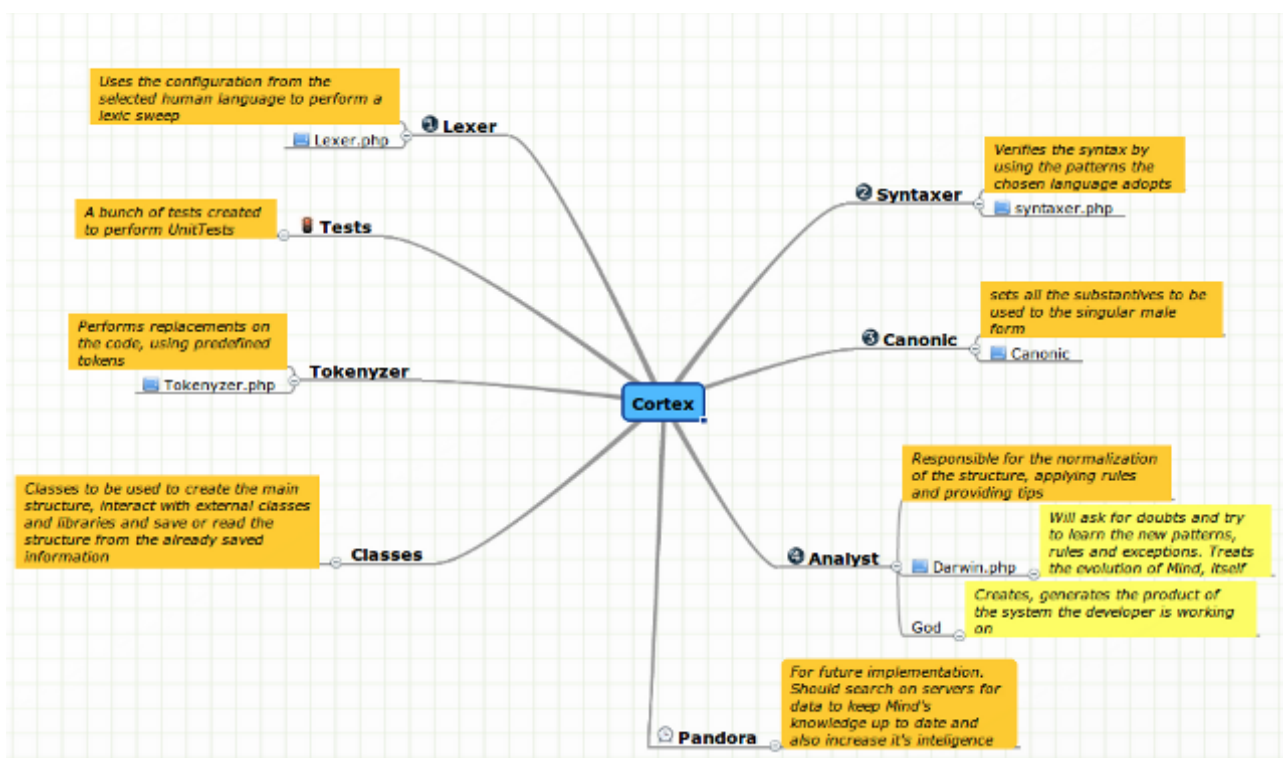 Uses the configuration from the
selected human language to perform a
lexic sweep
1 Lexer
Lexer.php
A bunch of tests created
to perform UnitTests
Tests
Performs replacements on
the code, using predefined
tokens
Tokenyzer
Tokenyzer.php
Classes to be used to create the main
structure, interact with external classes
and libraries and save or read the
structure from the already saved
information
Classes
Cortex
Verifies the syntax by
using the patterns the
chosen language adopts
2 Syntaxer
syntaxer.php
sets all the substantives to be
used to the singular male
form
3 Canonic
Canonic
Responsible for the normalization
of the structure, applying rules
and providing tips
4 Analyst
Darwin.php
Will ask for doubts and try
to learn the new patterns,
rules and exceptions. Treats
the evolution of Mind, itself
God
Creates, generates the product of
the system the developer is working
on
For future implementation.
Should search on servers for
data to keep Mind's
knowledge up to date and
also increase it's inteligence
Pandora